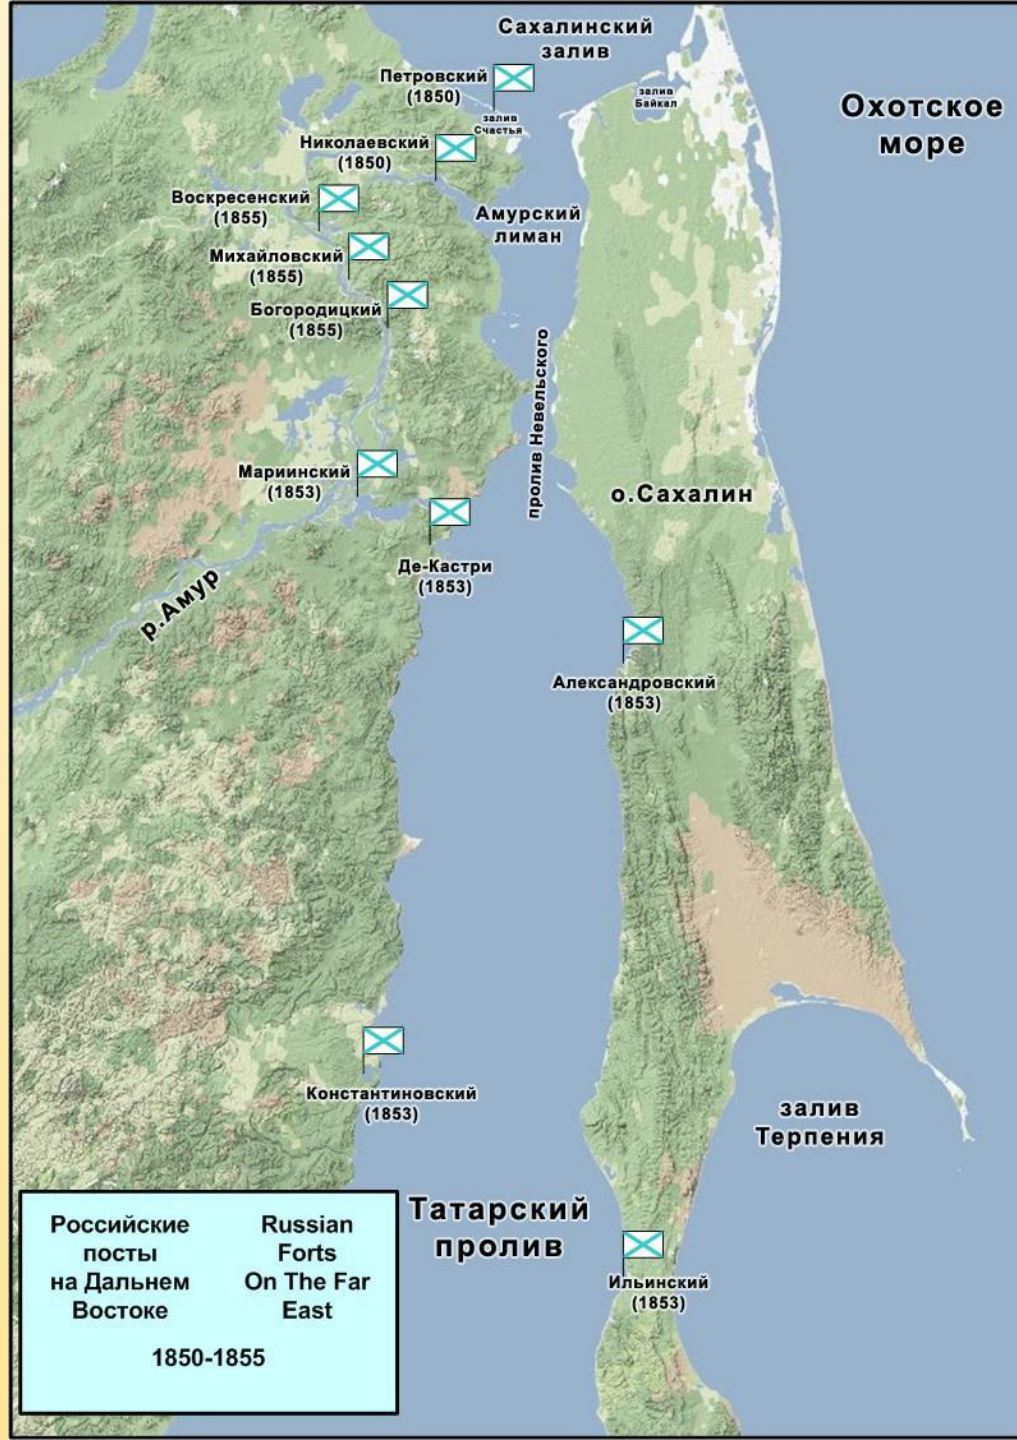 Сахалинский
залив
Петровский
(1850)
залив
Счастья
залив
Байкал
Охотское
море
Николаевский
(1850)
Воскресенский
(1855)
Амурский
лиман
Михайловский
(1855)
Богородицкий
(1855)
пролив Невельского
Мариинский
(1853)
о.Сахалин
Де-Кастри
(1853)
р.Амур
Александровский
(1853)
Константиновский
(1853)
залив
Терпения
Татарский
пролив
Ильинский
(1853)
Российские
посты
на Дальнем
Востоке
Russian
Forts
On The Far
East
1850-1855